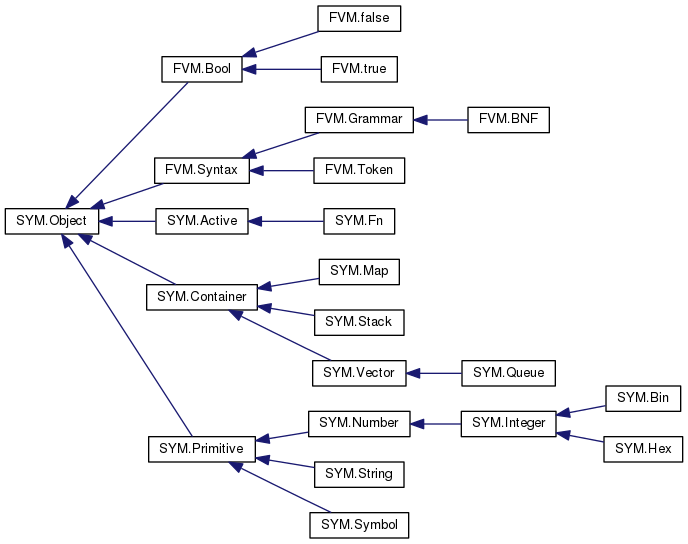 FVM.false
FVM.Bool
FVM.true
FVM.Grammar
FVM.BNF
FVM.Syntax
FVM.Token
SYM.Object
SYM.Active
SYM.Fn
SYM.Map
SYM.Container
SYM.Stack
SYM.Vector
SYM.Queue
SYM.Bin
SYM.Number
SYM.Integer
SYM.Primitive
SYM.Hex
SYM.String
SYM.Symbol